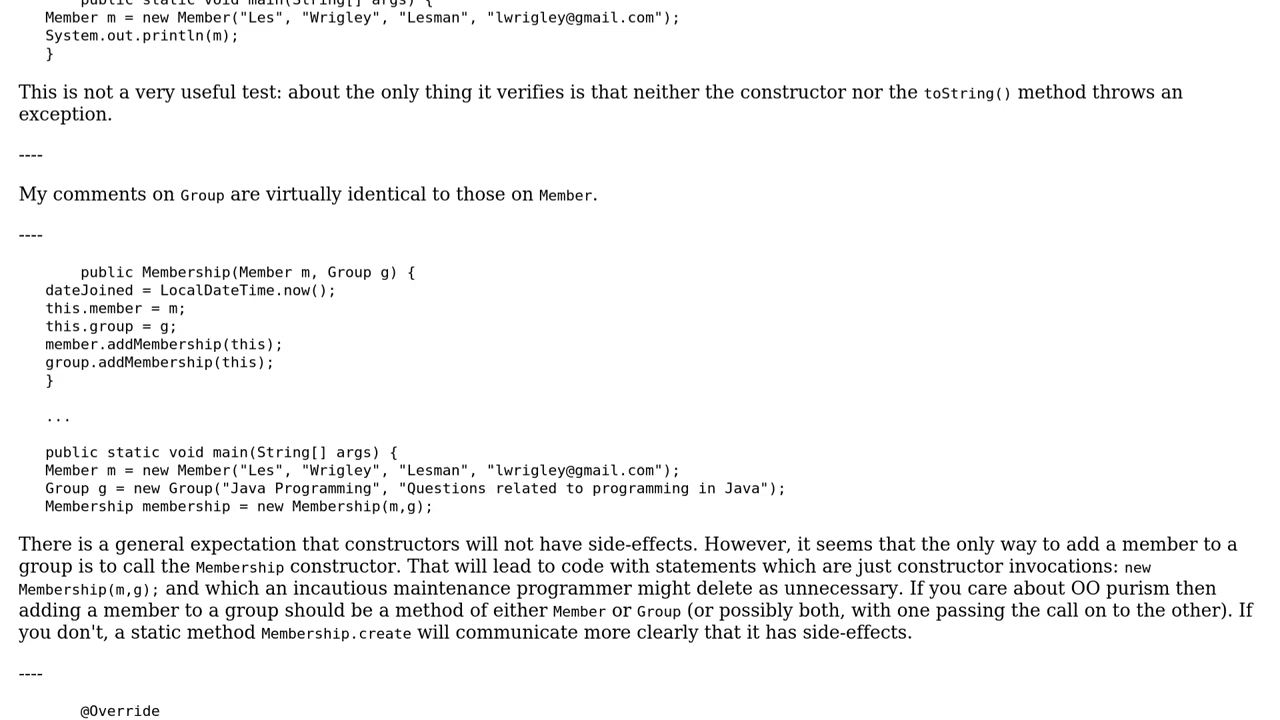 public static void main(String[] args) {
Member m = new Member("Les", "Wrigley", "Lesman", "lwrigley@gmail.com");
System.out.println(m);
}
This is not a very useful test: about the only thing it verifies is that neither the constructor nor the toString() method throws an
exception.
----
My comments on Group are virtually identical to those on Member.
----
public Membership(Member m, Group g) {
dateJoined = LocalDateTime.now();
this.member = m;
this.group = g;
member.addMembership(this);
group.addMembership(this);
}
...
public static void main(String[] args) {
Member m = new Member("Les", "Wrigley", "Lesman", "lwrigley@gmail.com");
Group g = new Group("Java Programming", "Questions related to programming in Java");
Membership membership = new Membership(m,g);
There is a general expectation that constructors will not have side-effects. However, it seems that the only way to add a member to a
group is to call the Membership constructor. That will lead to code with statements which are just constructor invocations: new
Membership(m,g); and which an incautious maintenance programmer might delete as unnecessary. If you care about OO purism then
adding a member to a group should be a method of either Member or Group (or possibly both, with one passing the call on to the other). If
you don't, a static method Membership.create will communicate more clearly that it has side-effects.
----
@Override